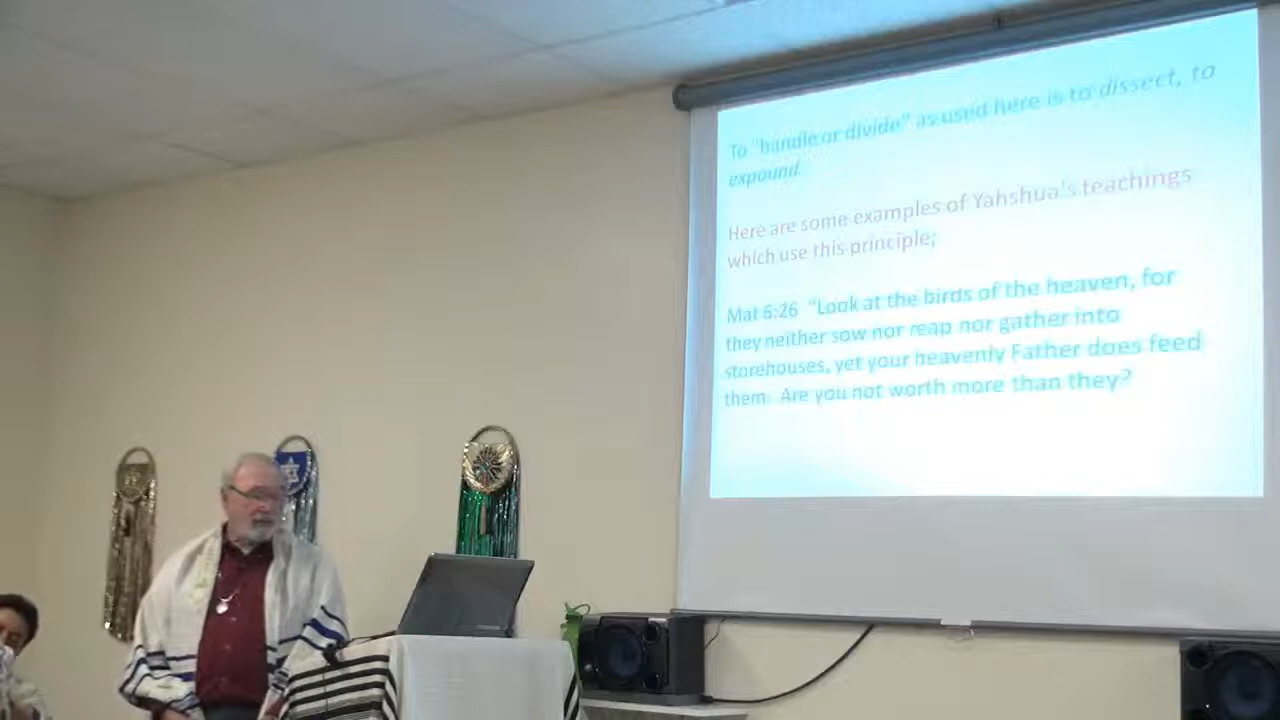 To "handle or divide" as used here is to dissect, to
expound.
Here are some examples of Yahshua's teachings
which use this principle;
Mat 6:26 "Look at the birds of the heaven, for
they neither sow nor reap nor gather into
storehouses, yet your heavenly Father does feed
them. Are you not worth more than they?